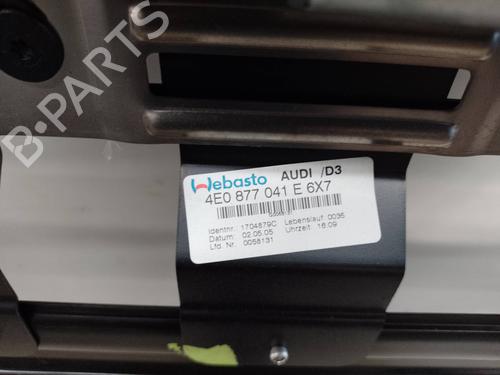 B-PARTS
Webasto AUDI /D3
4E0 877 041 E 6X7
Identnr. 1704879C Lebenslauf 0035
Datum: 02.05.05 Uhrzeit: 16:09
Lfd Nr. 0058131